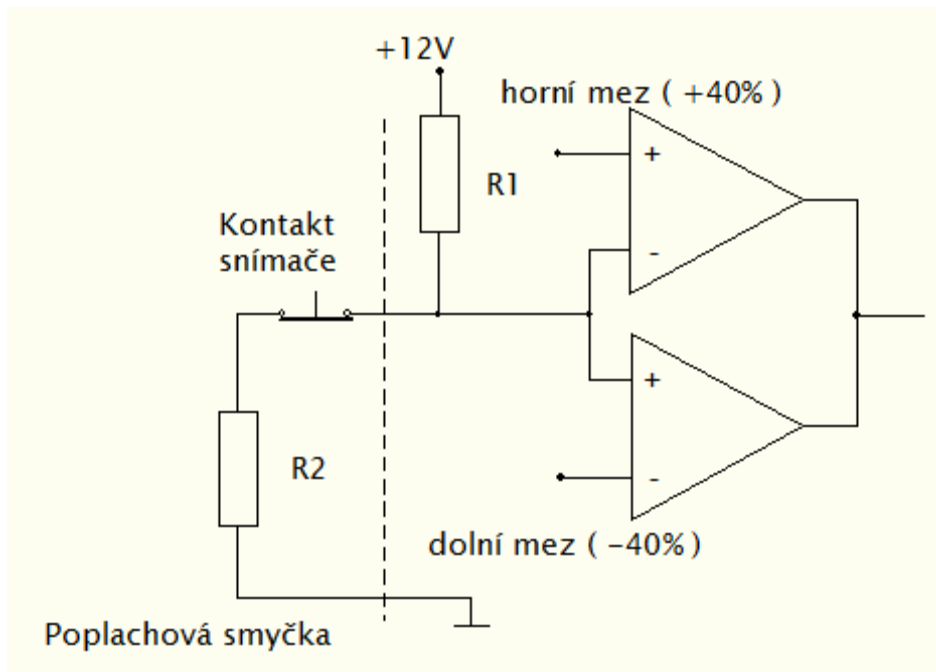 +12V
horní mez ( +40% )
+
R1
Kontakt
snímače
-
+
R2
-
dolní mez ( -40%)
Poplachová smyčka